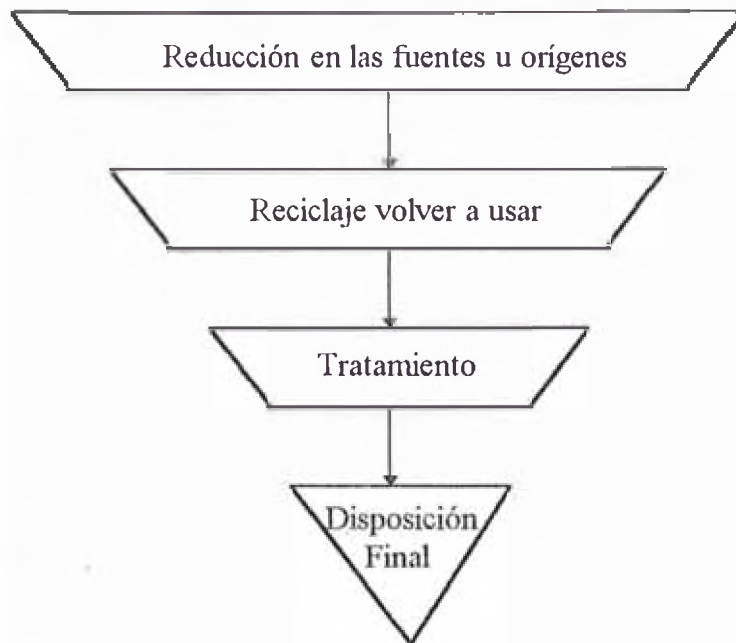 Reducción en las fuentes u orígenes
Reciclaje volver a usar
Tratamiento
Disposición
Final